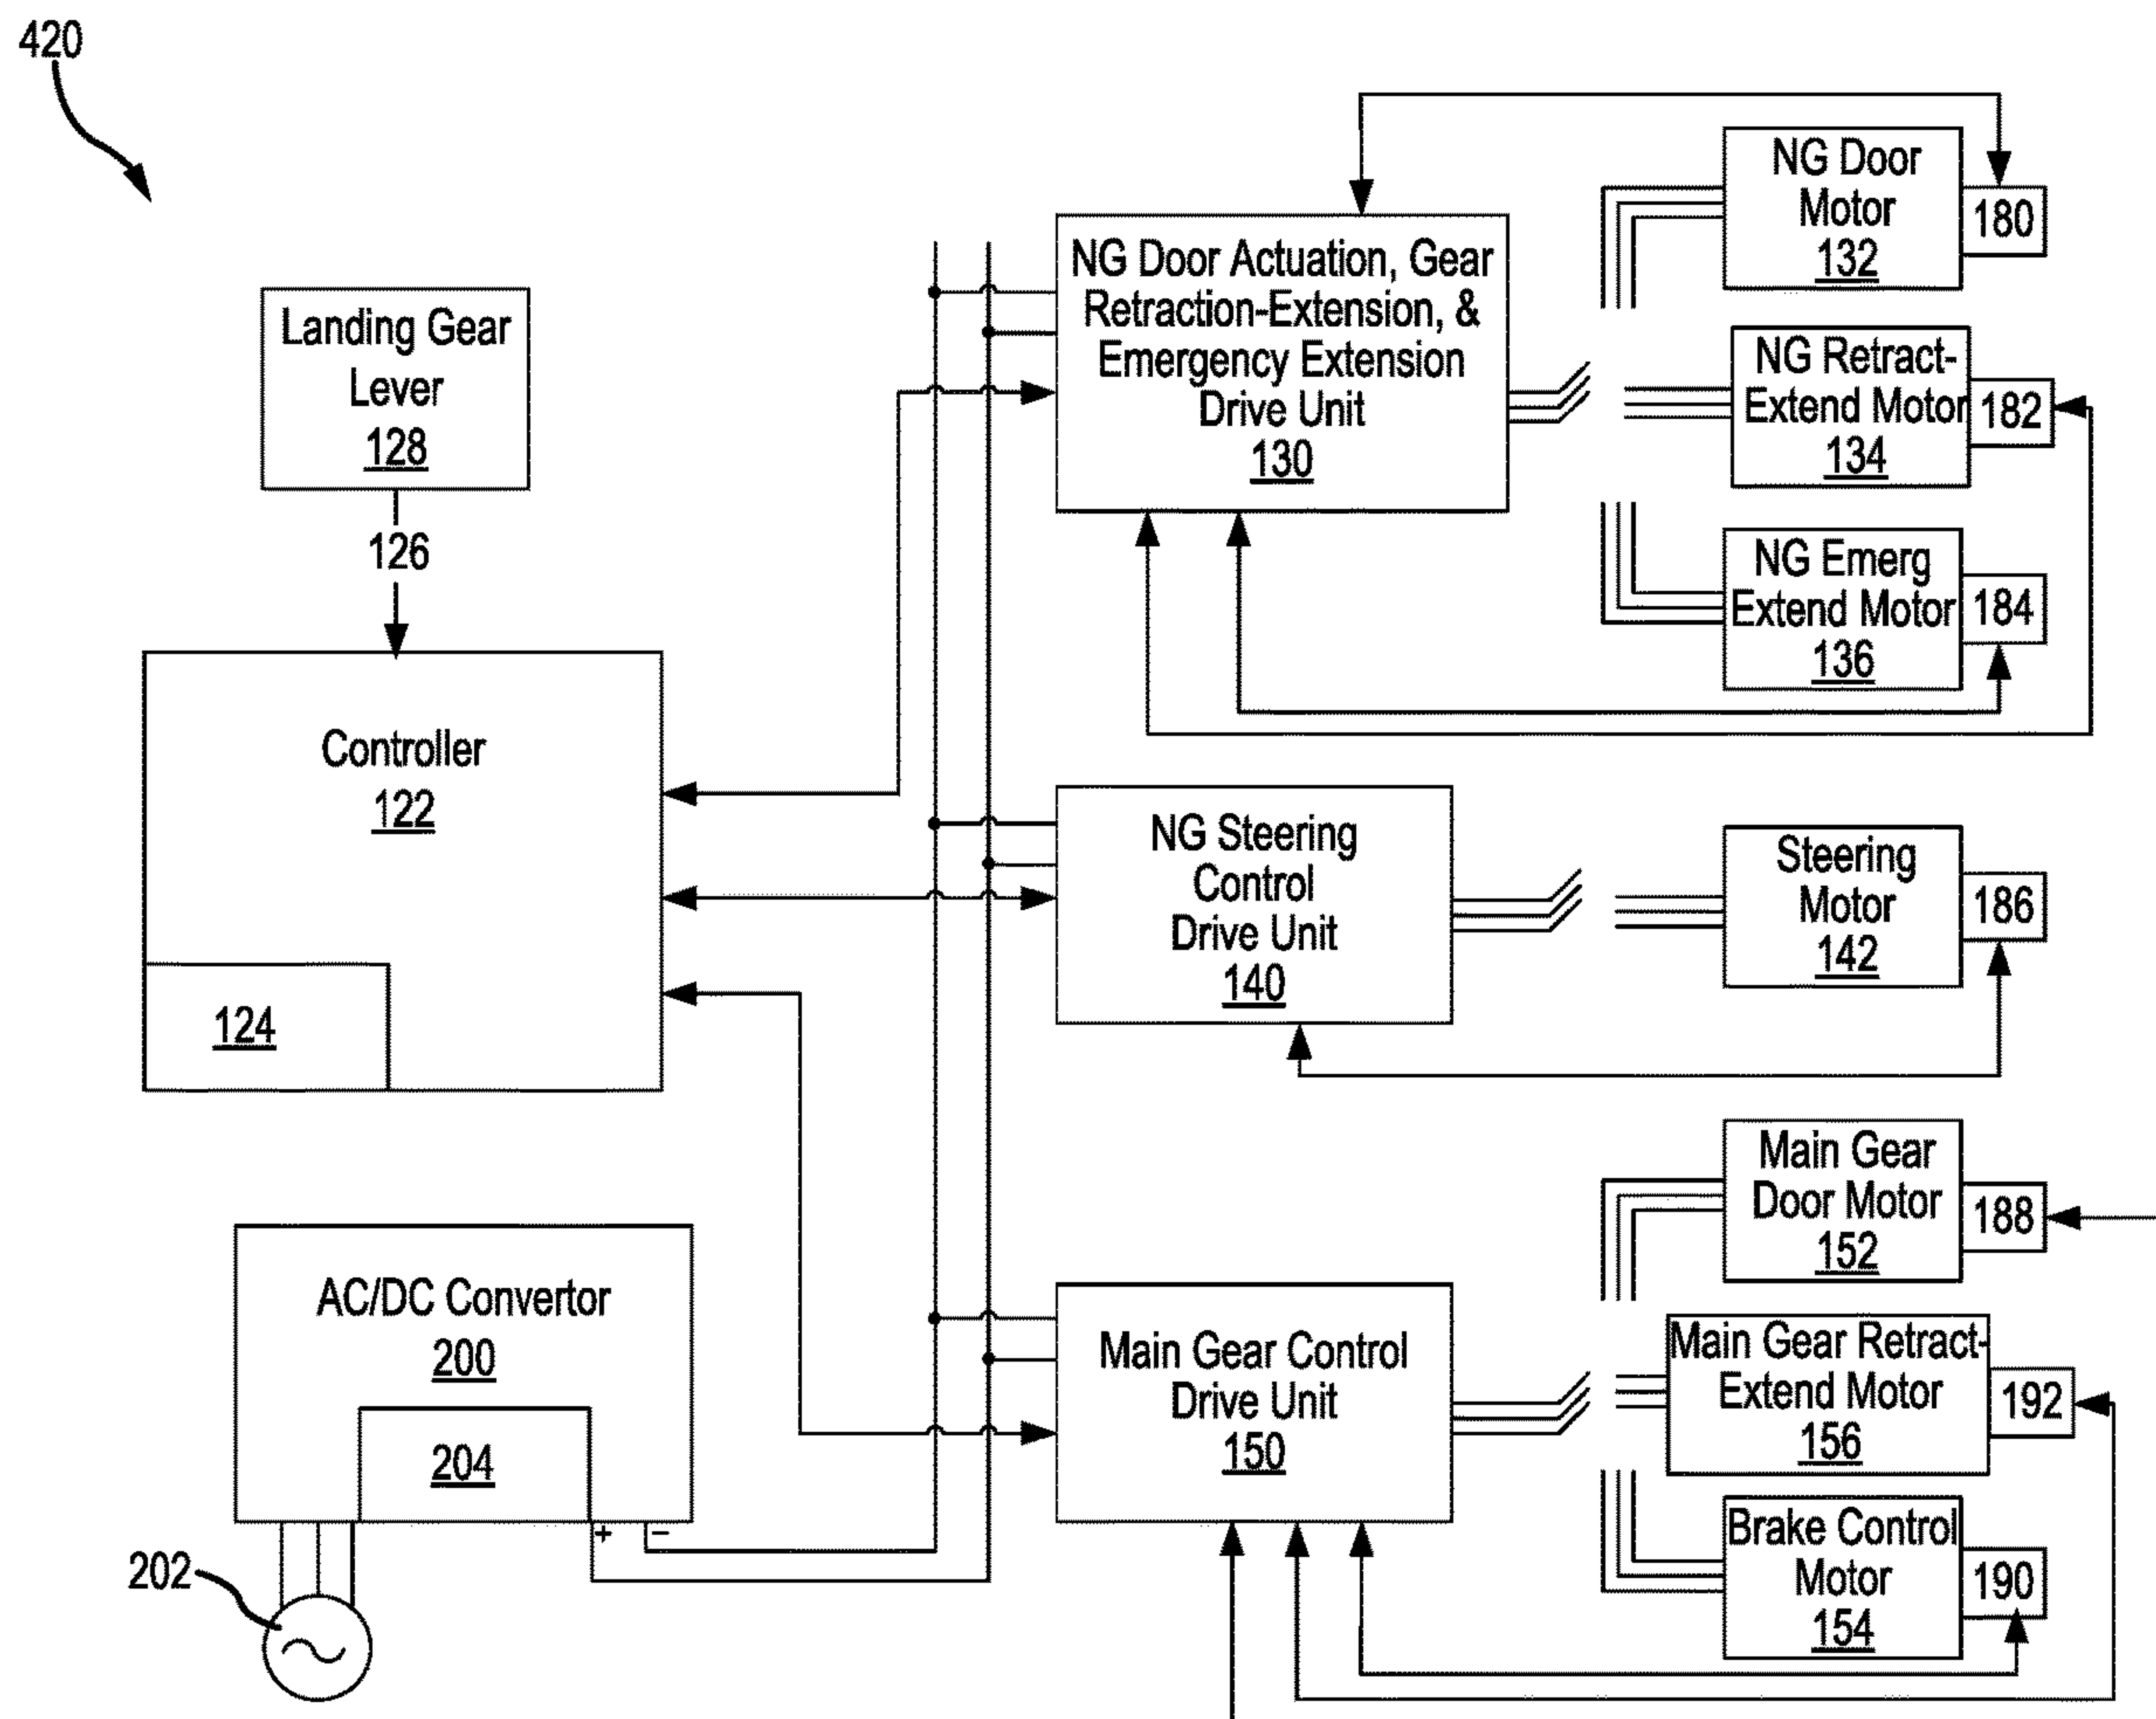 420
Landing Gear
Lever
128
126
Controller
122
124
AC/DC Convertor
200
204
+
−
202
NG Door Actuation, Gear
Retraction-Extension, &
Emergency Extension
Drive Unit
130
NG Door
Motor
132
180
NG Retract-
Extend Motor
134
182
NG Emerg
Extend Motor
136
184
NG Steering
Control
Drive Unit
140
Steering
Motor
142
186
Main Gear Control
Drive Unit
150
Main Gear
Door Motor
152
188
Main Gear Retract-
Extend Motor
156
192
Brake Control
Motor
154
190